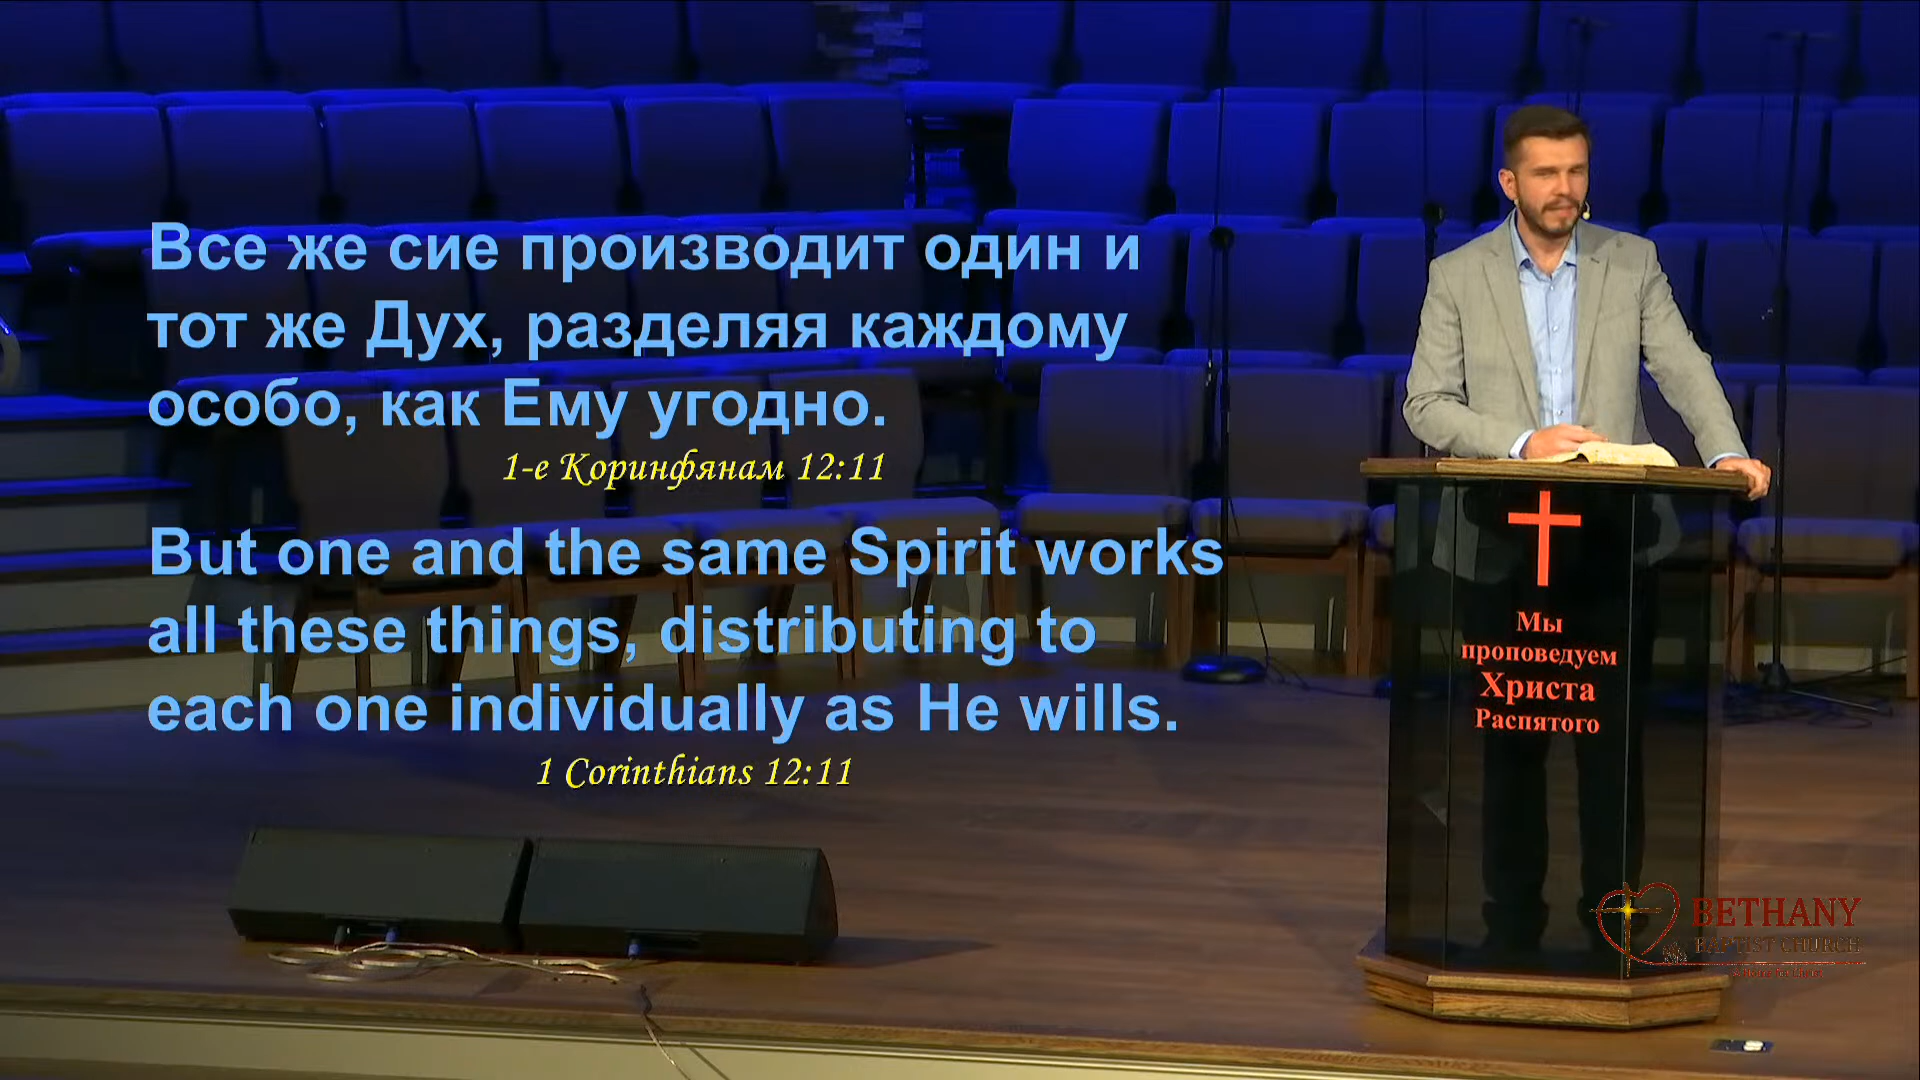 Все же сие производит один и
тот же Дух, разделяя каждому
особо, как Ему угодно.
1-е Коринфянам 12:11
But one and the same Spirit works
all these things, distributing to
each one individually as He wills.
1 Corinthians 12:11
Мы
проповедуем
Христа
Распятого
BETHANY
BAPTIST CHURCH